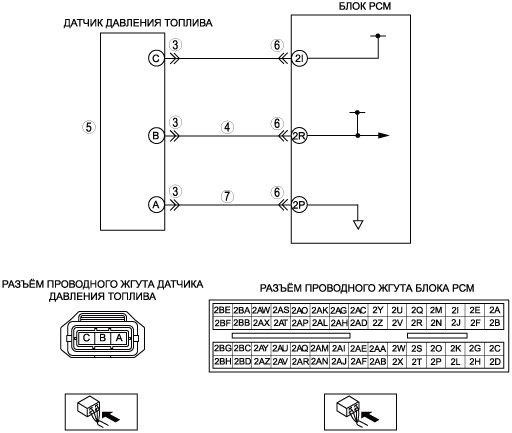 БЛОК PCM
ДАТЧИК ДАВЛЕНИЯ ТОПЛИВА
C 3 6 2I
5
B 3 4 6 2R
A 3 7 6 2P
РАЗЪЁМ ПРОВОДНОГО ЖГУТА ДАТЧИКА
ДАВЛЕНИЯ ТОПЛИВА
РАЗЪЁМ ПРОВОДНОГО ЖГУТА БЛОКА PCM
C B A
2BE 2BA 2AW 2AS 2AO 2AK 2AG 2AC 2Y 2U 2Q 2M 2I 2E 2A
2BF 2BB 2AX 2AT 2AP 2AL 2AH 2AD 2Z 2V 2R 2N 2J 2F 2B
2BG 2BC 2AY 2AU 2AQ 2AM 2AI 2AE 2AA 2W 2S 2O 2K 2G 2C
2BH 2BD 2AZ 2AV 2AR 2AN 2AJ 2AF 2AB 2X 2T 2P 2L 2H 2D